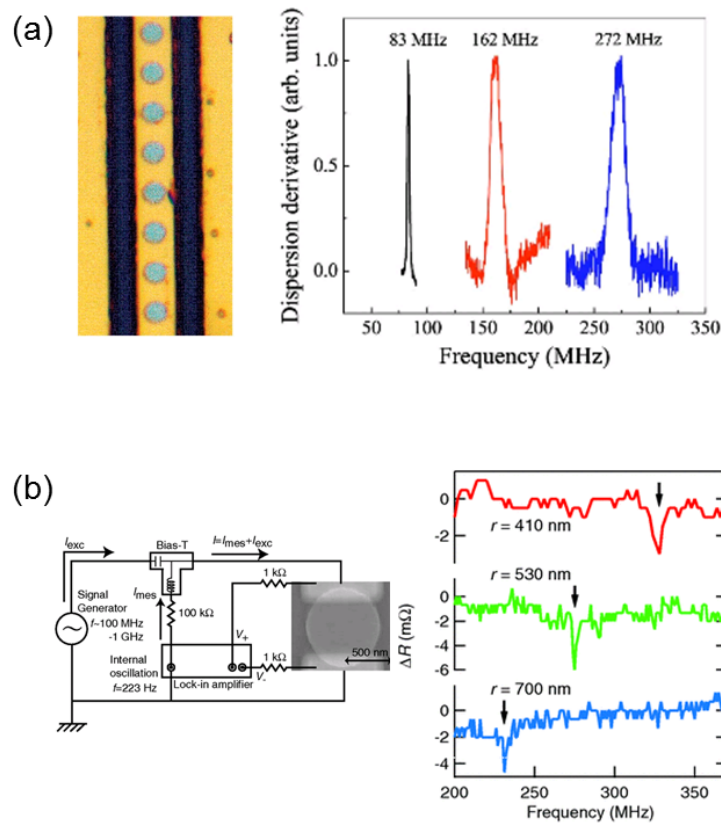 (a)
83 MHz 162 MHz 272 MHz
Dispersion derivative (arb. units)
1.0
0.5
0.0
50 100 150 200 250 300 350
Frequency (MHz)
(b)
Iexc
Bias-T
I=Imes+Iexc
1 kΩ
Signal
Generator
f~100 MHz
-1 GHz
Imes
100 kΩ
V+
1 kΩ
V-
Internal
oscillation
f=223 Hz
Lock-in amplifier
500 nm
ΔR (mΩ)
0
-2
r = 410 nm
0
-2
-4
-6
r = 530 nm
0
-2
-4
r = 700 nm
200 250 300 350
Frequency (MHz)